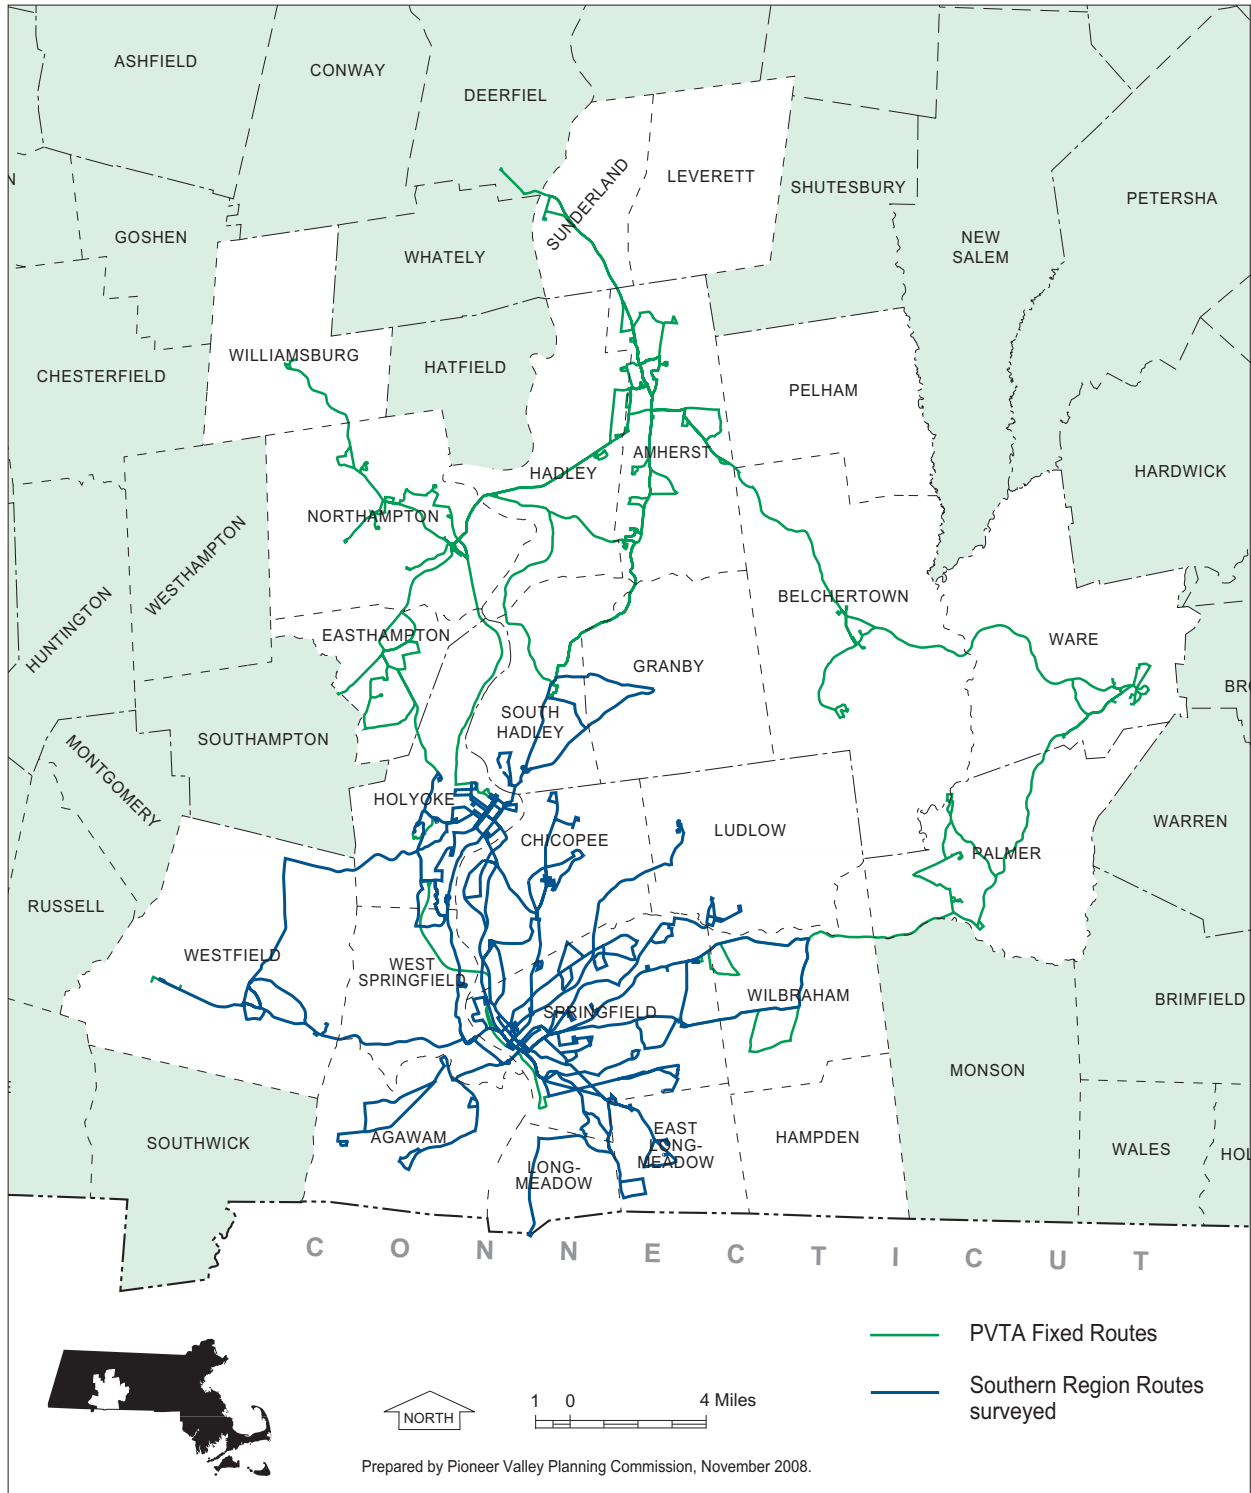 ASHFIELD
CONWAY
DEERFIEL
LEVERETT
SUNDERLAND
SHUTESBURY
PETERSHA
N
GOSHEN
WHATELY
NEW
SALEM
WILLIAMSBURG
HATFIELD
CHESTERFIELD
PELHAM
AMHERST
HADLEY
HARDWICK
NORTHAMPTON
WESTHAMPTON
HUNTINGTON
BELCHERTOWN
EASTHAMPTON
WARE
GRANBY
BR
SOUTH
HADLEY
SOUTHAMPTON
MONTGOMERY
HOLYOKE
CHICOPEE
LUDLOW
WARREN
PALMER
RUSSELL
WESTFIELD
WEST
SPRINGFIELD
WILBRAHAM
BRIMFIELD
SPRINGFIELD
MONSON
E
SOUTHWICK
AGAWAM
EAST
LONG-
MEADOW
HAMPDEN
WALES
HOL
LONG-
MEADOW
CONNECTICUT
PVTA Fixed Routes
Southern Region Routes
surveyed
NORTH
1 0 4 Miles
Prepared by Pioneer Valley Planning Commission, November 2008.